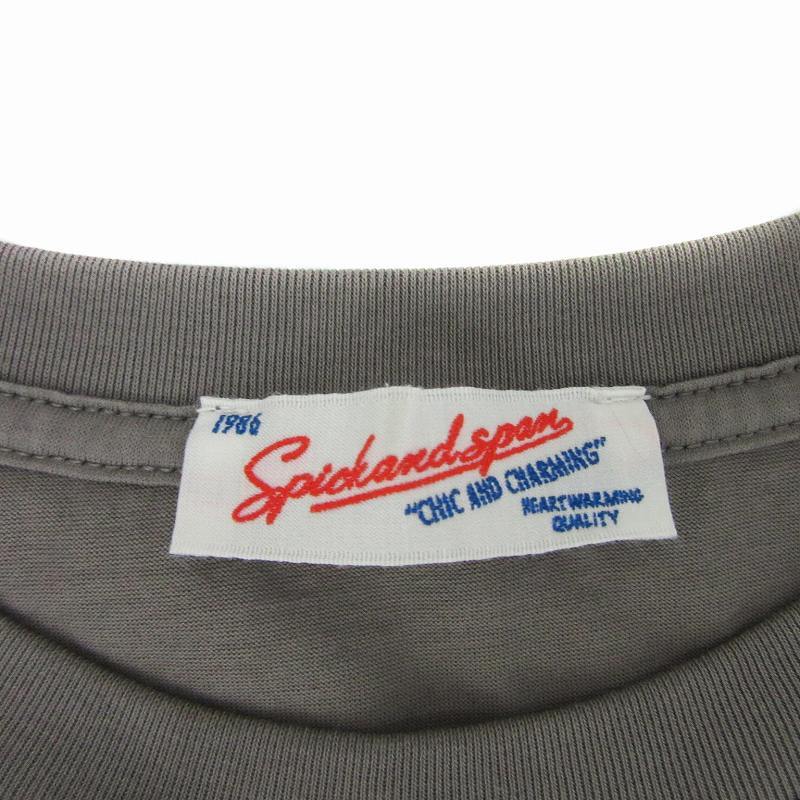 1986
Spickandspan
"CHIC AND CHARMING"
HEARTWARMING
QUALITY